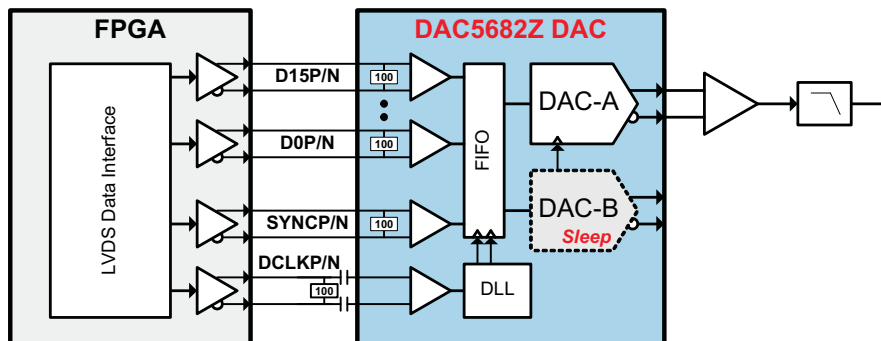 FPGA
DAC5682Z DAC
LVDS Data Interface
D15P/N
100
D0P/N
100
SYNCP/N
100
DCLKP/N
100
FIFO
DLL
DAC-A
DAC-B
Sleep